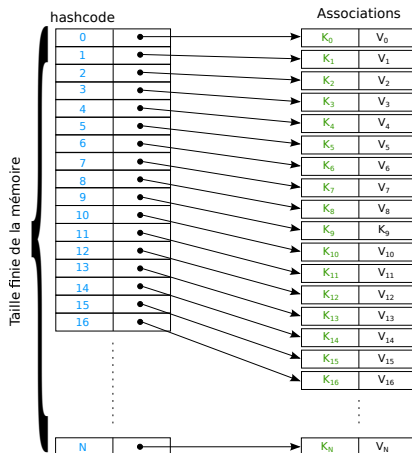 hashcode
Associations
Taille finie de la mémoire
0 K₀ V₀
1 K₁ V₁
2 K₂ V₂
3 K₃ V₃
4 K₄ V₄
5 K₅ V₅
6 K₆ V₆
7 K₇ V₇
8 K₈ V₈
9 K₉ K₉
10 K₁₀ V₁₀
11 K₁₁ V₁₁
12 K₁₂ V₁₂
13 K₁₃ V₁₃
14 K₁₄ V₁₄
15 K₁₅ V₁₅
16 K₁₆ V₁₆
N K_N V_N